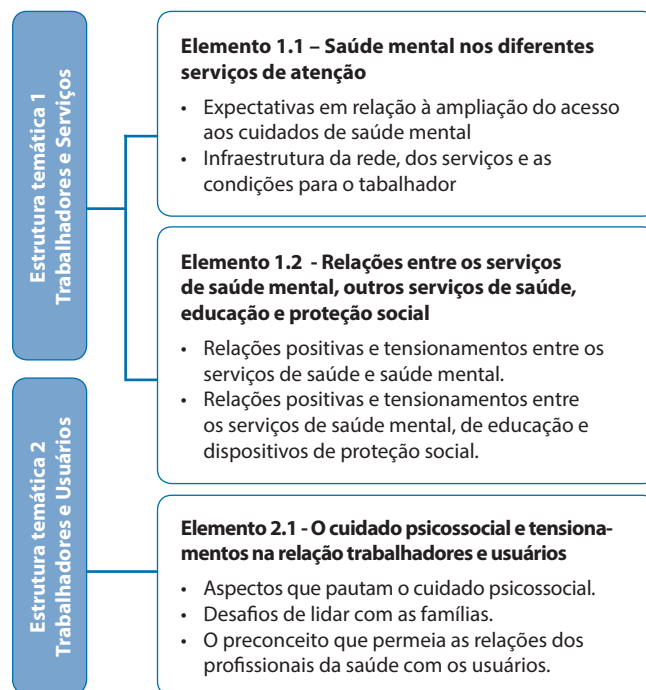 Estrutura temática 1
Trabalhadores e Serviços
Elemento 1.1 – Saúde mental nos diferentes
serviços de atenção
• Expectativas em relação à ampliação do acesso
aos cuidados de saúde mental
• Infraestrutura da rede, dos serviços e as
condições para o tabalhador
Elemento 1.2 - Relações entre os serviços
de saúde mental, outros serviços de saúde,
educação e proteção social
• Relações positivas e tensionamentos entre os
serviços de saúde e saúde mental.
• Relações positivas e tensionamentos entre
os serviços de saúde mental, de educação e
dispositivos de proteção social.
Estrutura temática 2
Trabalhadores e Usuários
Elemento 2.1 - O cuidado psicossocial e tensiona-
mentos na relação trabalhadores e usuários
• Aspectos que pautam o cuidado psicossocial.
• Desafios de lidar com as famílias.
• O preconceito que permeia as relações dos
profissionais da saúde com os usuários.